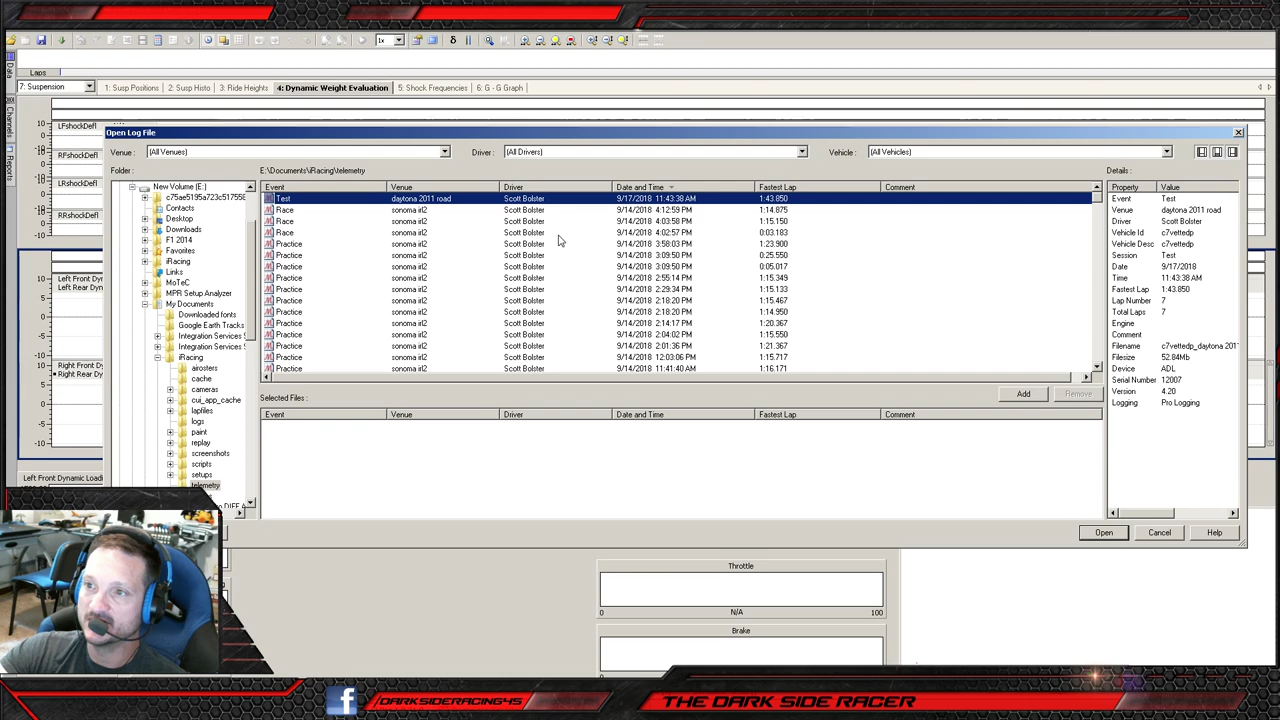 1x
Laps
Data
Channels
Reports
7: Suspension
1: Susp Positions
2: Susp Histo
3: Ride Heights
4: Dynamic Weight Evaluation
5: Shock Frequencies
6: G - G Graph
10
LFshockDefl
RFshockDefl
LRshockDefl
RRshockDefl
-10
Left Front Dy
Left Rear Dyn
Right Front Dy
Right Rear Dy
Left Front Dynamic Loadin
Open Log File
Venue :
(All Venues)
Driver :
(All Drivers)
Vehicle :
(All Vehicles)
Folder :
E:\Documents\iRacing\telemetry
Details :
New Volume (E:)
c75ae5195a723c517556
Contacts
Desktop
Downloads
F1 2014
Favorites
iRacing
Links
MoTeC
MPR Setup Analyzer
My Documents
Downloaded fonts
Google Earth Tracks
Integration Services S
Integration Services S
iRacing
airosters
cache
cameras
cui_app_cache
lapfiles
logs
paint
replay
screenshots
scripts
setups
telemetry
Event Venue Driver Date and Time Fastest Lap Comment
Test daytona 2011 road Scott Bolster 9/17/2018 11:43:38 AM 1:43.850
Race sonoma irl2 Scott Bolster 9/14/2018 4:12:59 PM 1:14.875
Race sonoma irl2 Scott Bolster 9/14/2018 4:03:58 PM 1:15.150
Race sonoma irl2 Scott Bolster 9/14/2018 4:02:57 PM 0:03.183
Practice sonoma irl2 Scott Bolster 9/14/2018 3:58:03 PM 1:23.900
Practice sonoma irl2 Scott Bolster 9/14/2018 3:09:50 PM 0:25.550
Practice sonoma irl2 Scott Bolster 9/14/2018 3:09:50 PM 0:05.017
Practice sonoma irl2 Scott Bolster 9/14/2018 2:55:14 PM 1:15.349
Practice sonoma irl2 Scott Bolster 9/14/2018 2:29:34 PM 1:15.133
Practice sonoma irl2 Scott Bolster 9/14/2018 2:18:20 PM 1:15.467
Practice sonoma irl2 Scott Bolster 9/14/2018 2:18:20 PM 1:14.950
Practice sonoma irl2 Scott Bolster 9/14/2018 2:14:17 PM 1:20.367
Practice sonoma irl2 Scott Bolster 9/14/2018 2:04:02 PM 1:15.530
Practice sonoma irl2 Scott Bolster 9/14/2018 2:01:36 PM 1:21.367
Practice sonoma irl2 Scott Bolster 9/14/2018 12:03:06 PM 1:15.717
Practice sonoma irl2 Scott Bolster 9/14/2018 11:41:40 AM 1:16.171
Add
Remove
Selected Files :
Event Venue Driver Date and Time Fastest Lap Comment
Property Value
Event Test
Venue daytona 2011 road
Driver Scott Bolster
Vehicle Id c7vettedp
Vehicle Desc c7vettedp
Session Test
Date 9/17/2018
Time 11:43:38 AM
Fastest Lap 1:43.850
Lap Number 7
Total Laps 7
Engine
Comment
Filename c7vettedp_daytona 2011
Filesize 52.84Mb
Device ADL
Serial Number 12007
Version 4.20
Logging Pro Logging
Open
Cancel
Help
Throttle
0 N/A 100
Brake
f
/DARKSIDERACING45
THE DARK SIDE RACER